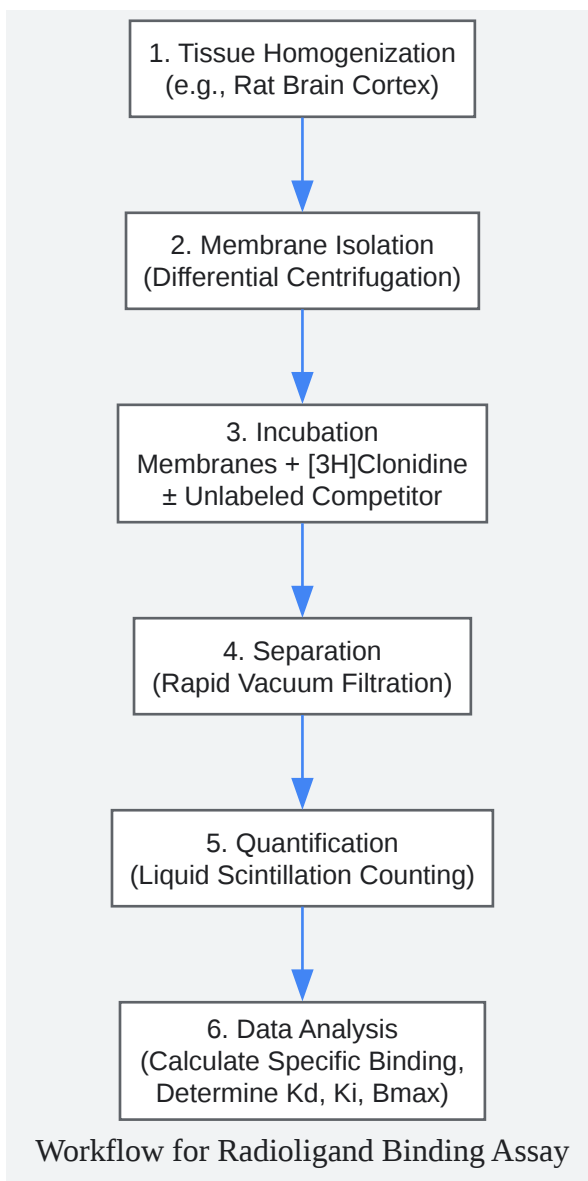 1. Tissue Homogenization
(e.g., Rat Brain Cortex)
2. Membrane Isolation
(Differential Centrifugation)
3. Incubation
Membranes + [3H]Clonidine
± Unlabeled Competitor
4. Separation
(Rapid Vacuum Filtration)
5. Quantification
(Liquid Scintillation Counting)
6. Data Analysis
(Calculate Specific Binding,
Determine Kd, Ki, Bmax)
Workflow for Radioligand Binding Assay